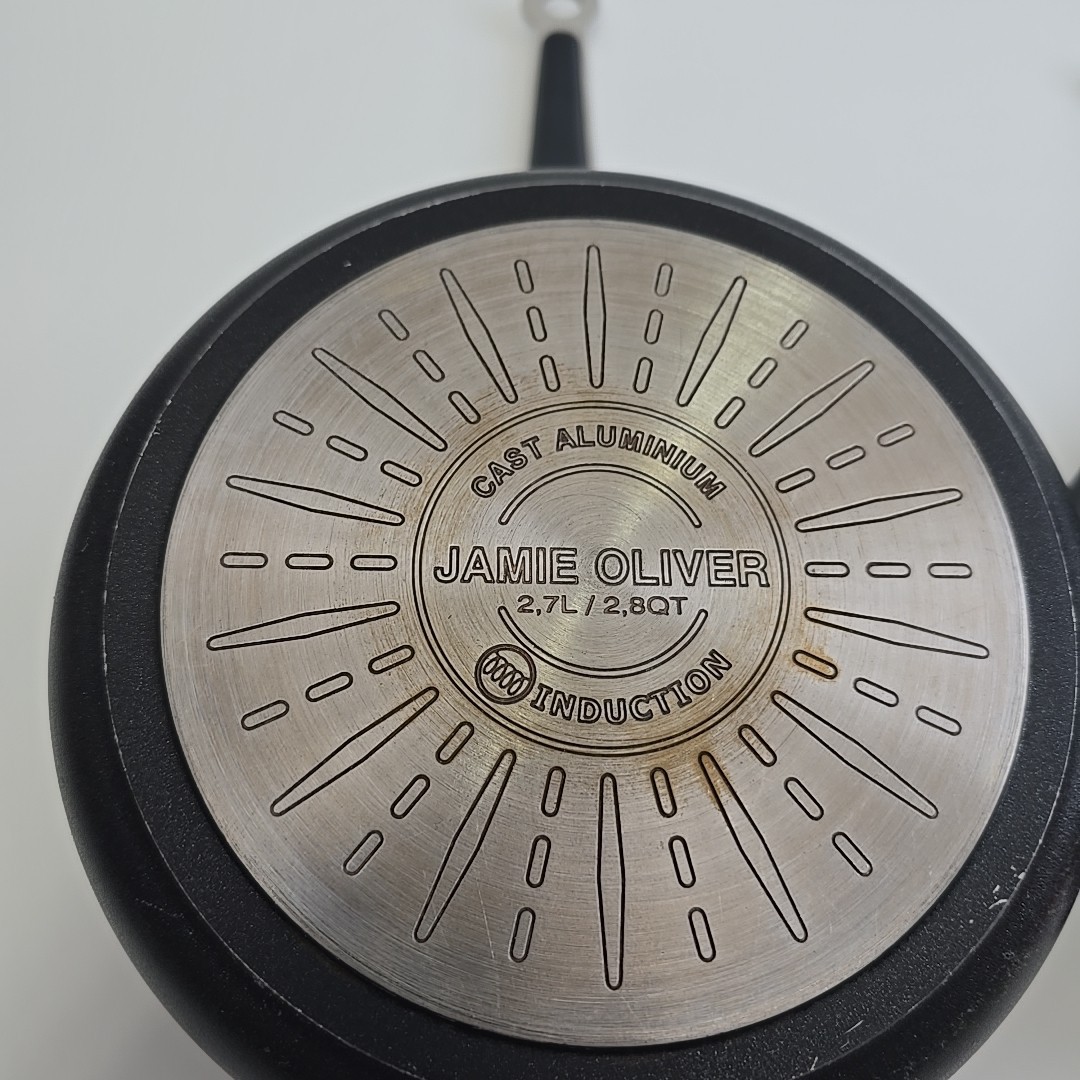 CAST ALUMINIUM
JAMIE OLIVER
2,7L / 2,8QT
INDUCTION